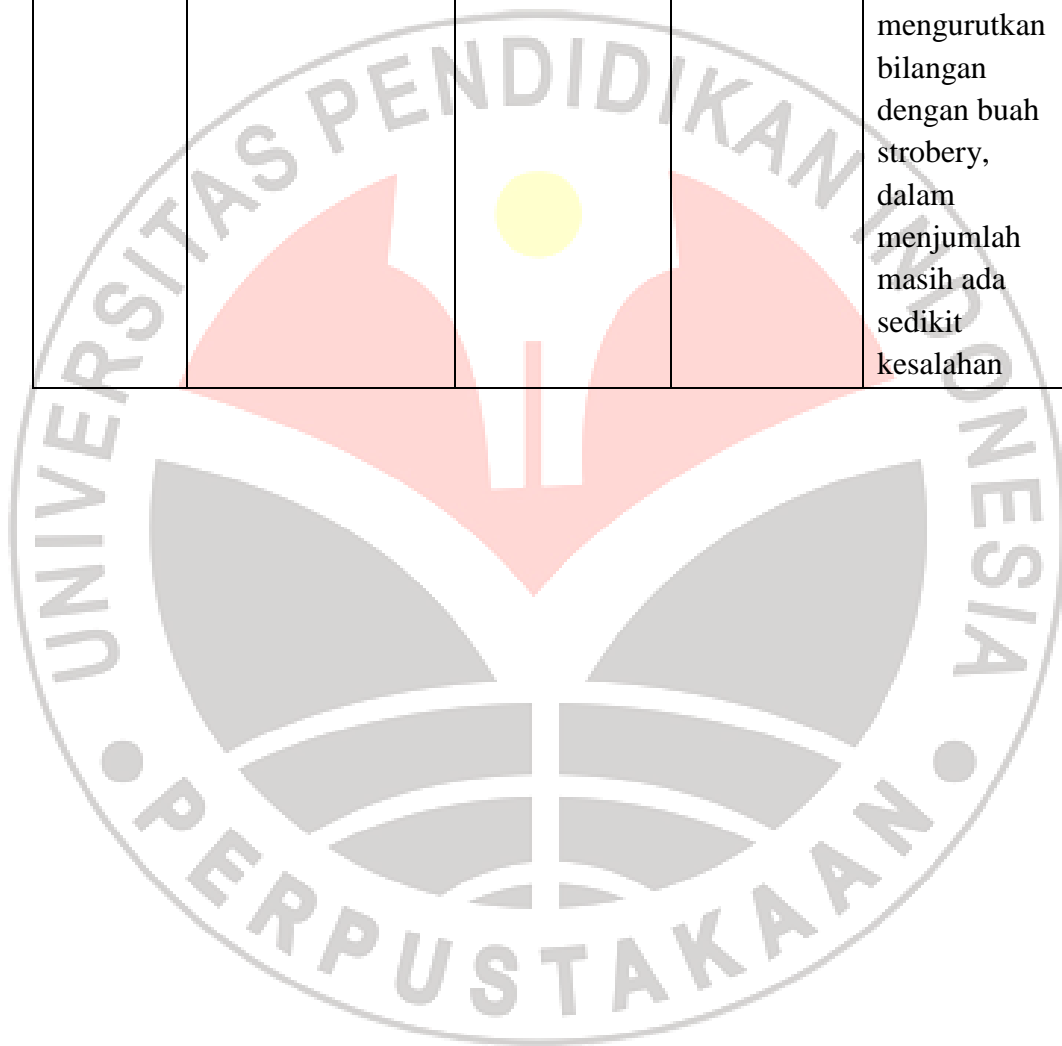 mengurutkan
bilangan
dengan buah
strobery,
dalam
menjumlah
masih ada
sedikit
kesalahan
UNIVERSITAS PENDIDIKAN INDONESIA
PERPUSTAKAAN